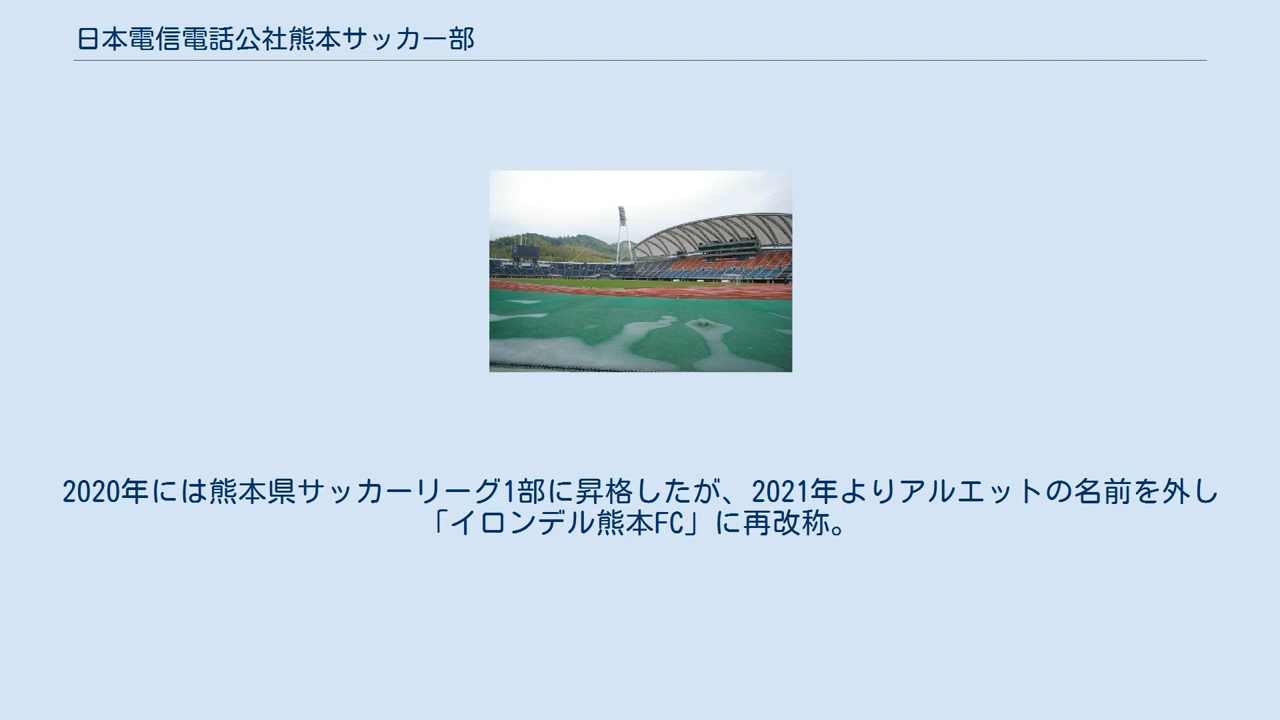 日本電信電話公社熊本サッカー部
2020年には熊本県サッカーリーグ1部に昇格したが、2021年よりアルエットの名前を外し
「イロンデル熊本FC」に再改称。